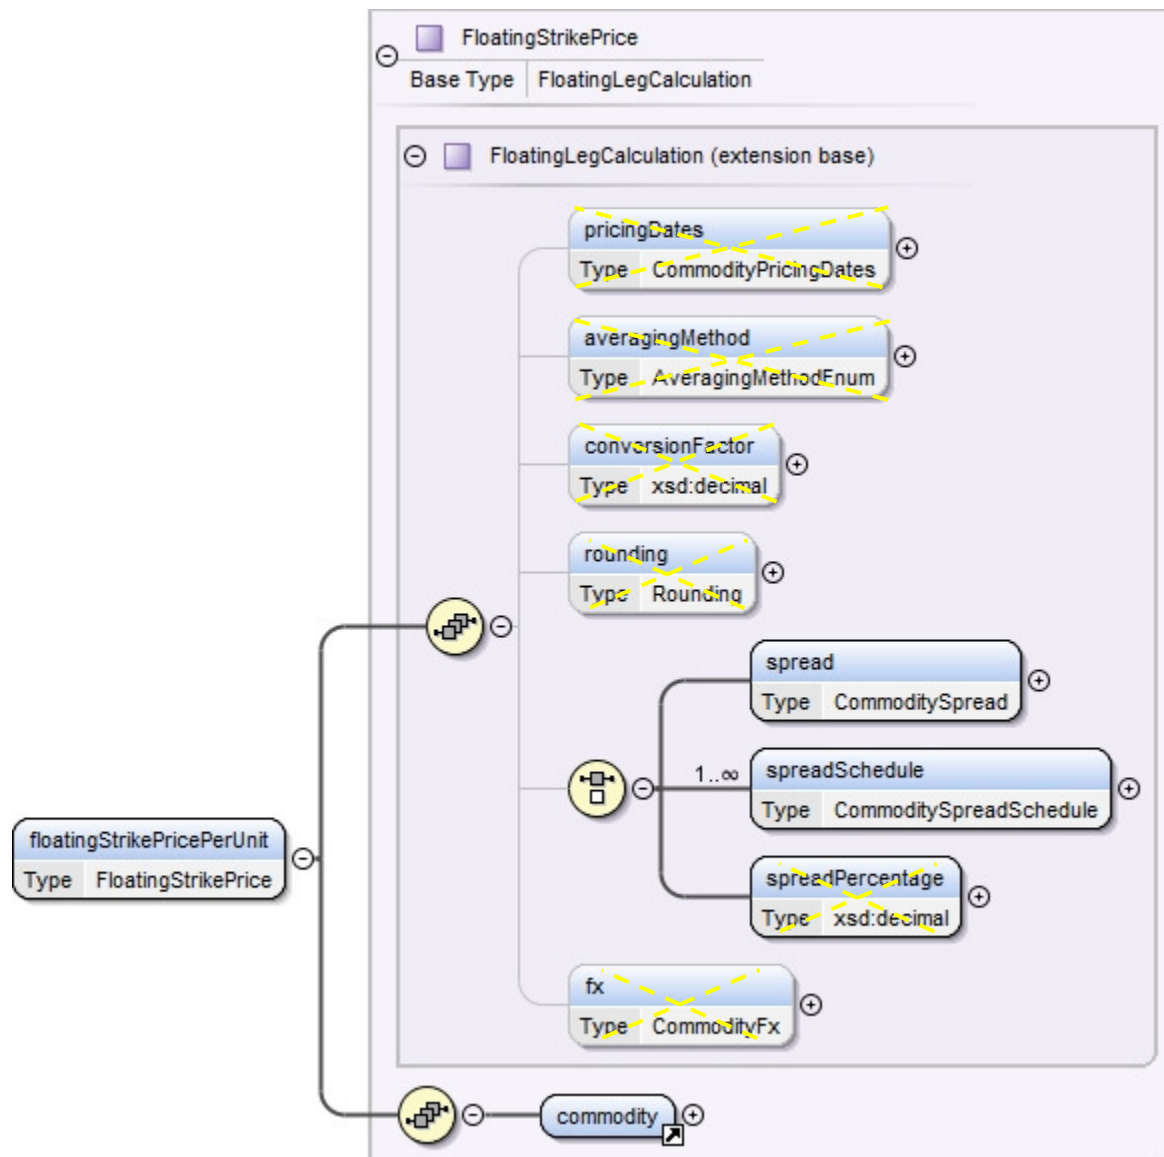 FloatingStrikePrice
Base Type FloatingLegCalculation
FloatingLegCalculation (extension base)
pricingDates
Type CommodityPricingDates
averagingMethod
Type AveragingMethodEnum
conversionFactor
Type xsd:decimal
rounding
Type Rounding
spread
Type CommoditySpread
1..∞
spreadSchedule
Type CommoditySpreadSchedule
floatingStrikePricePerUnit
Type FloatingStrikePrice
spreadPercentage
Type xsd:decimal
fx
Type CommodityFx
commodity